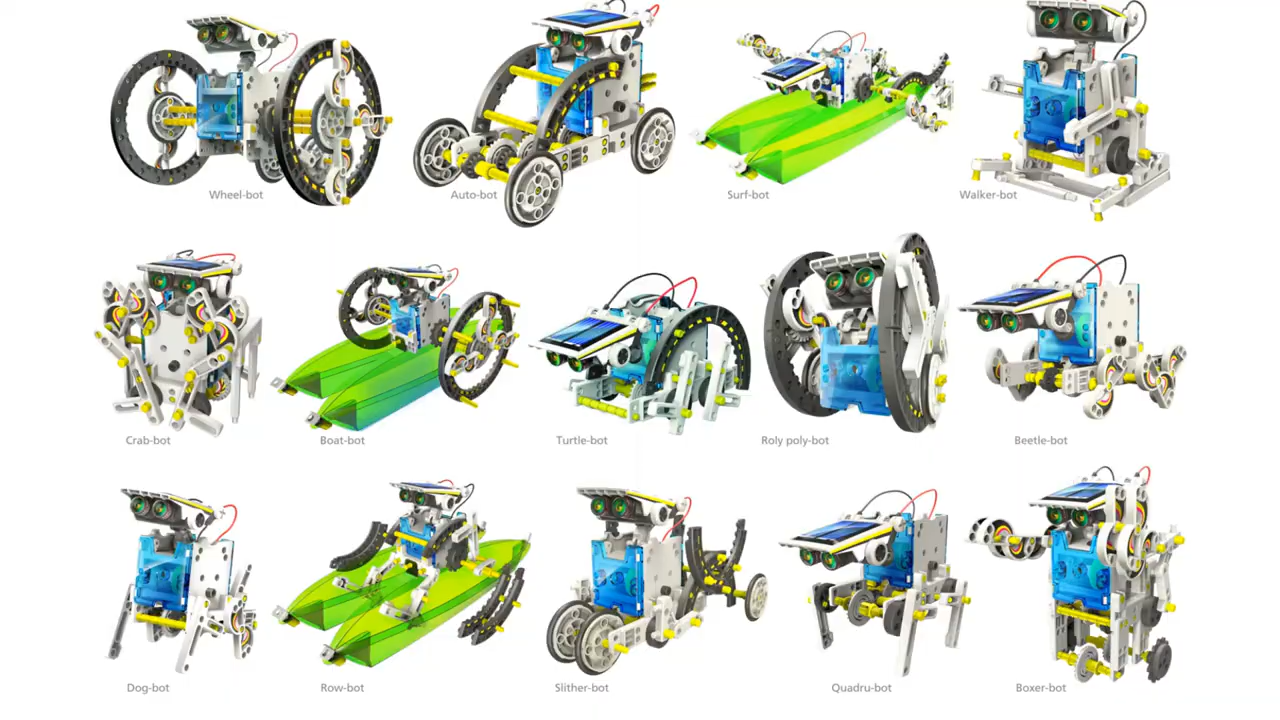 Wheel-bot
Auto-bot
Surf-bot
Walker-bot
Crab-bot
Boat-bot
Turtle-bot
Roly poly-bot
Beetle-bot
Dog-bot
Row-bot
Slither-bot
Quadru-bot
Boxer-bot